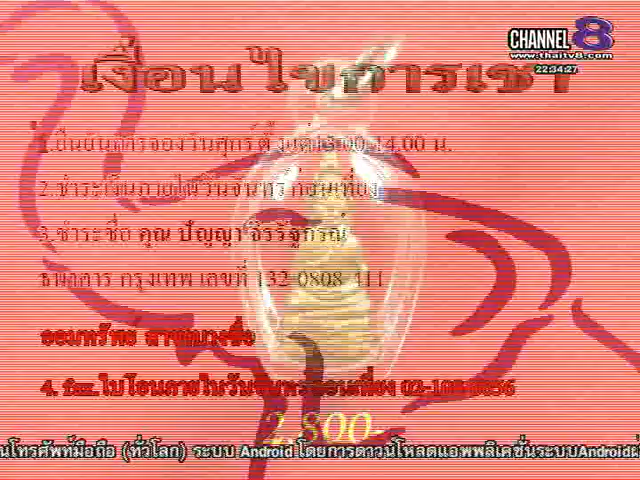 CHANNEL 8
www.thaitv8.com
22:34:27
เงื่อนไขการเช่า
1.ยืนยันการจองวันศุกร์ ตั้งแต่13.00-14.00 น.
2.ชำระเงินภายในวันจันทร์ ก่อนเที่ยง
3.ชำระชื่อ คุณ ปัญญา จิรรัฐกรณ์
ธนาคาร กรุงเทพ เลขที่ 132-0808-411
ออมทรัพย์ สาขาบางซื่อ
4. fax.ใบโอนภายในวันจันทร์ก่อนเที่ยง
2,800-
นโทรศัพท์มือถือ (ทั่วโลก) ระบบ Android โดยการดาวน์โหลดแอพพลิเคชั่นระบบAndroidผ่